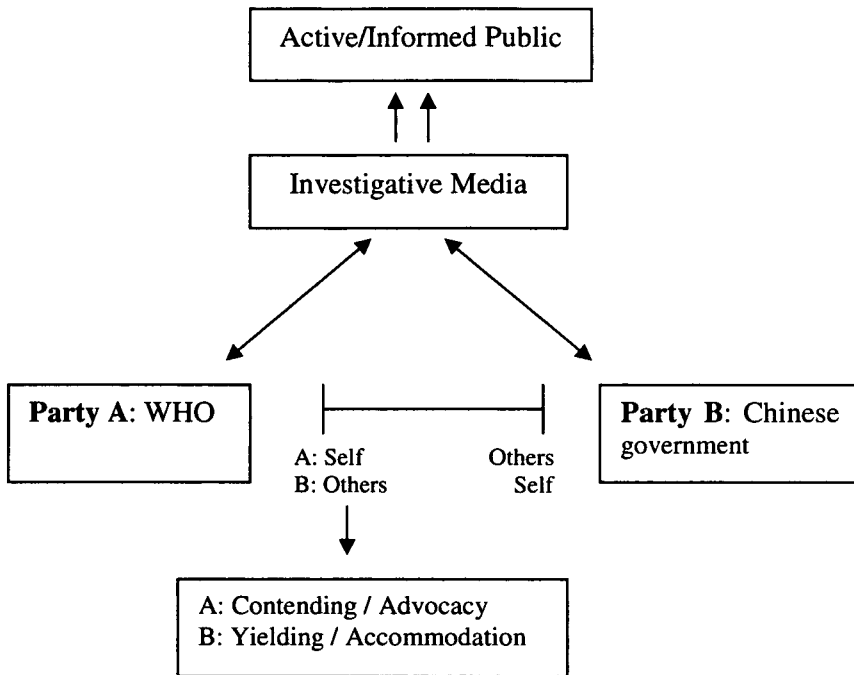 Active/Informed Public
Investigative Media
Party A: WHO
Party B: Chinese
government
A: Self Others
B: Others Self
A: Contending / Advocacy
B: Yielding / Accommodation